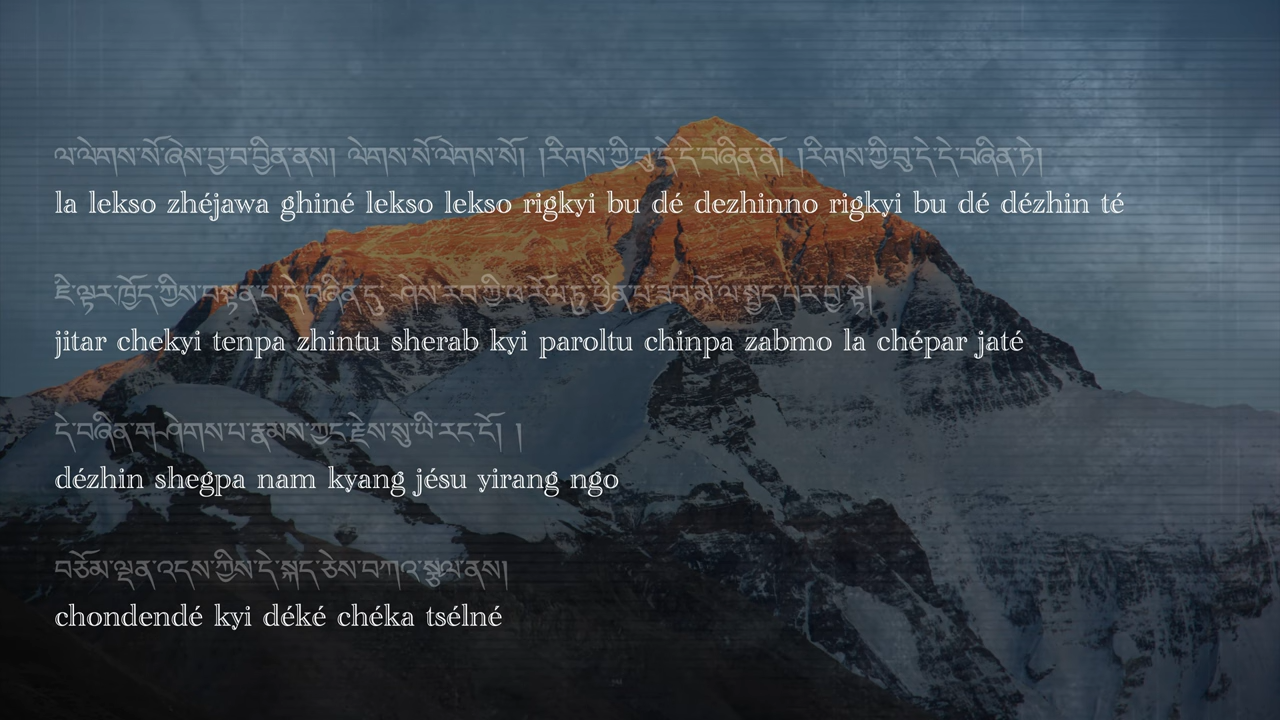 ལ་ལེགས་སོ་ཞེས་བྱ་བ་བྱིན་ནས། ལེགས་སོ་ལེགས་སོ། །རིགས་ཀྱི་བུ་དེ་དེ་བཞིན་ནོ། །རིགས་ཀྱི་བུ་དེ་དེ་བཞིན་ཏེ།
la lekso zhéjawa ghiné lekso lekso rigkyi bu dé dezhinno rigkyi bu dé dézhin té
ཇི་ལྟར་ཁྱོད་ཀྱིས་བསྟན་པ་དེ་བཞིན་དུ་ ཤེས་རབ་ཀྱི་ཕ་རོལ་ཏུ་ཕྱིན་པ་ཟབ་མོ་ལ་སྤྱད་པར་བྱ་སྟེ།
jitar chekyi tenpa zhintu sherab kyi paroltu chinpa zabmo la chépar jaté
དེ་བཞིན་གཤེགས་པ་རྣམས་ཀྱང་རྗེས་སུ་ཡི་རང་ངོ། །
dézhin shegpa nam kyang jésu yirang ngo
བཅོམ་ལྡན་འདས་ཀྱིས་དེ་སྐད་ཅེས་བཀའ་སྩལ་ནས།
chondendé kyi déké chéka tsélné